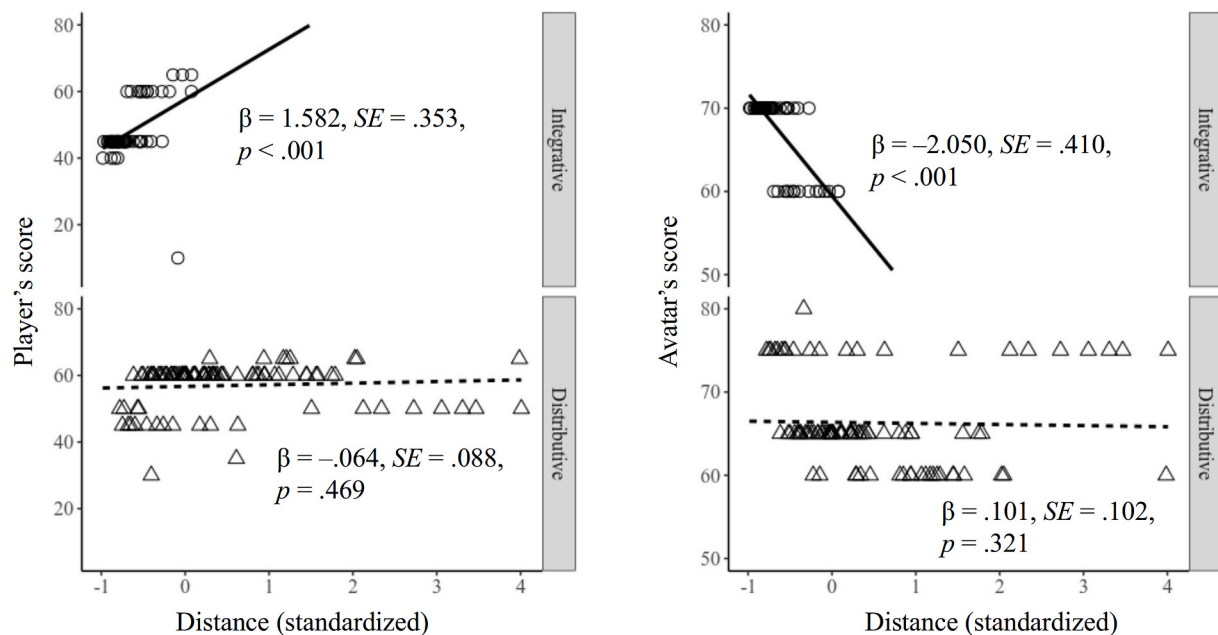 Player's score
80
60
40
20
β = 1.582, SE = .353,
p < .001
Integrative
80
60
40
20
β = –.064, SE = .088,
p = .469
Distributive
-1 0 1 2 3 4
Distance (standardized)
Avatar's score
80
70
60
50
β = –2.050, SE = .410,
p < .001
Integrative
80
70
60
50
β = .101, SE = .102,
p = .321
Distributive
-1 0 1 2 3 4
Distance (standardized)